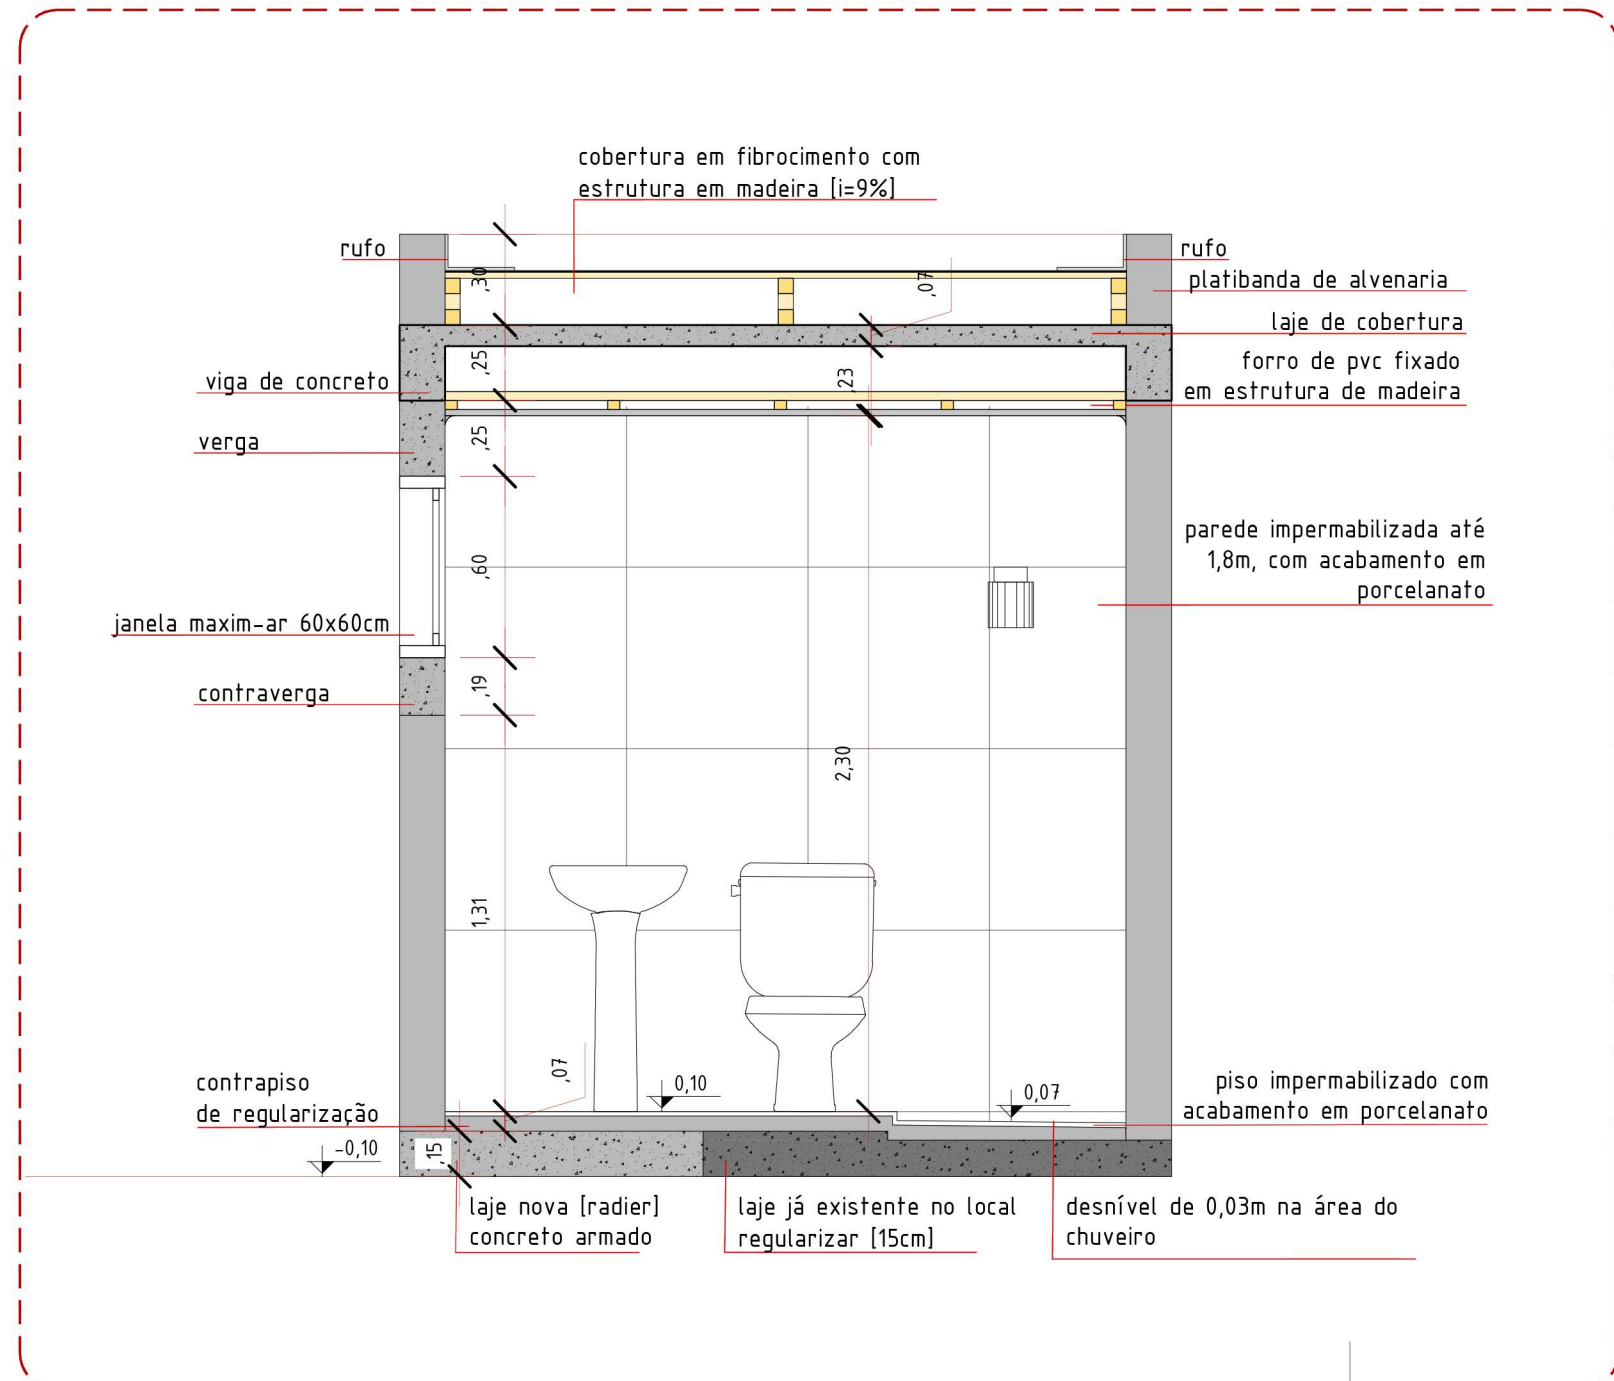 cobertura em fibrocimento com
estrutura em madeira [i=9%]
rufo
rufo
,30
,07
platibanda de alvenaria
laje de cobertura
,25
,23
forro de pvc fixado
em estrutura de madeira
viga de concreto
,25
verga
parede impermabilizada até
1,8m, com acabamento em
porcelanato
,60
janela maxim-ar 60x60cm
,19
contraverga
2,30
1,31
,07
0,10
0,07
contrapiso
de regularização
piso impermabilizado com
acabamento em porcelanato
-0,10
,15
laje nova [radier]
concreto armado
laje já existente no local
regularizar [15cm]
desnível de 0,03m na área do
chuveiro